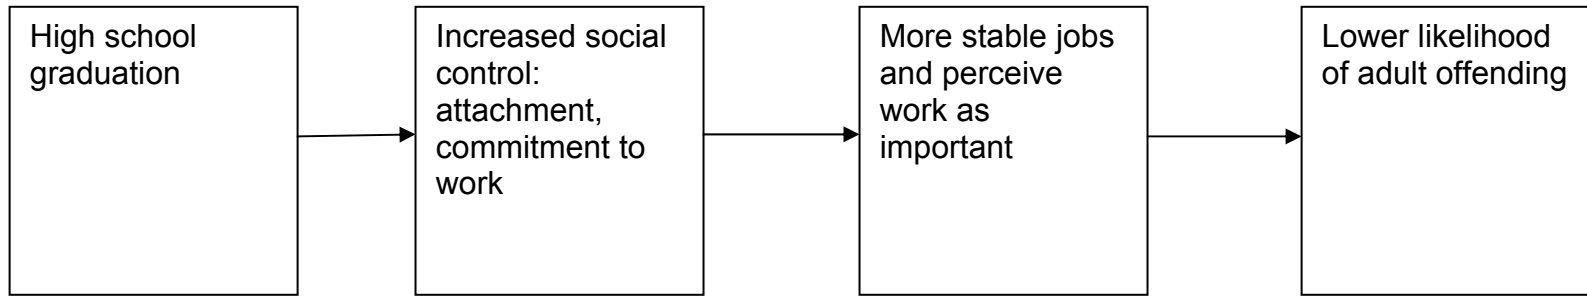 High school
graduation
Increased social
control:
attachment,
commitment to
work
More stable jobs
and perceive
work as
important
Lower likelihood
of adult offending